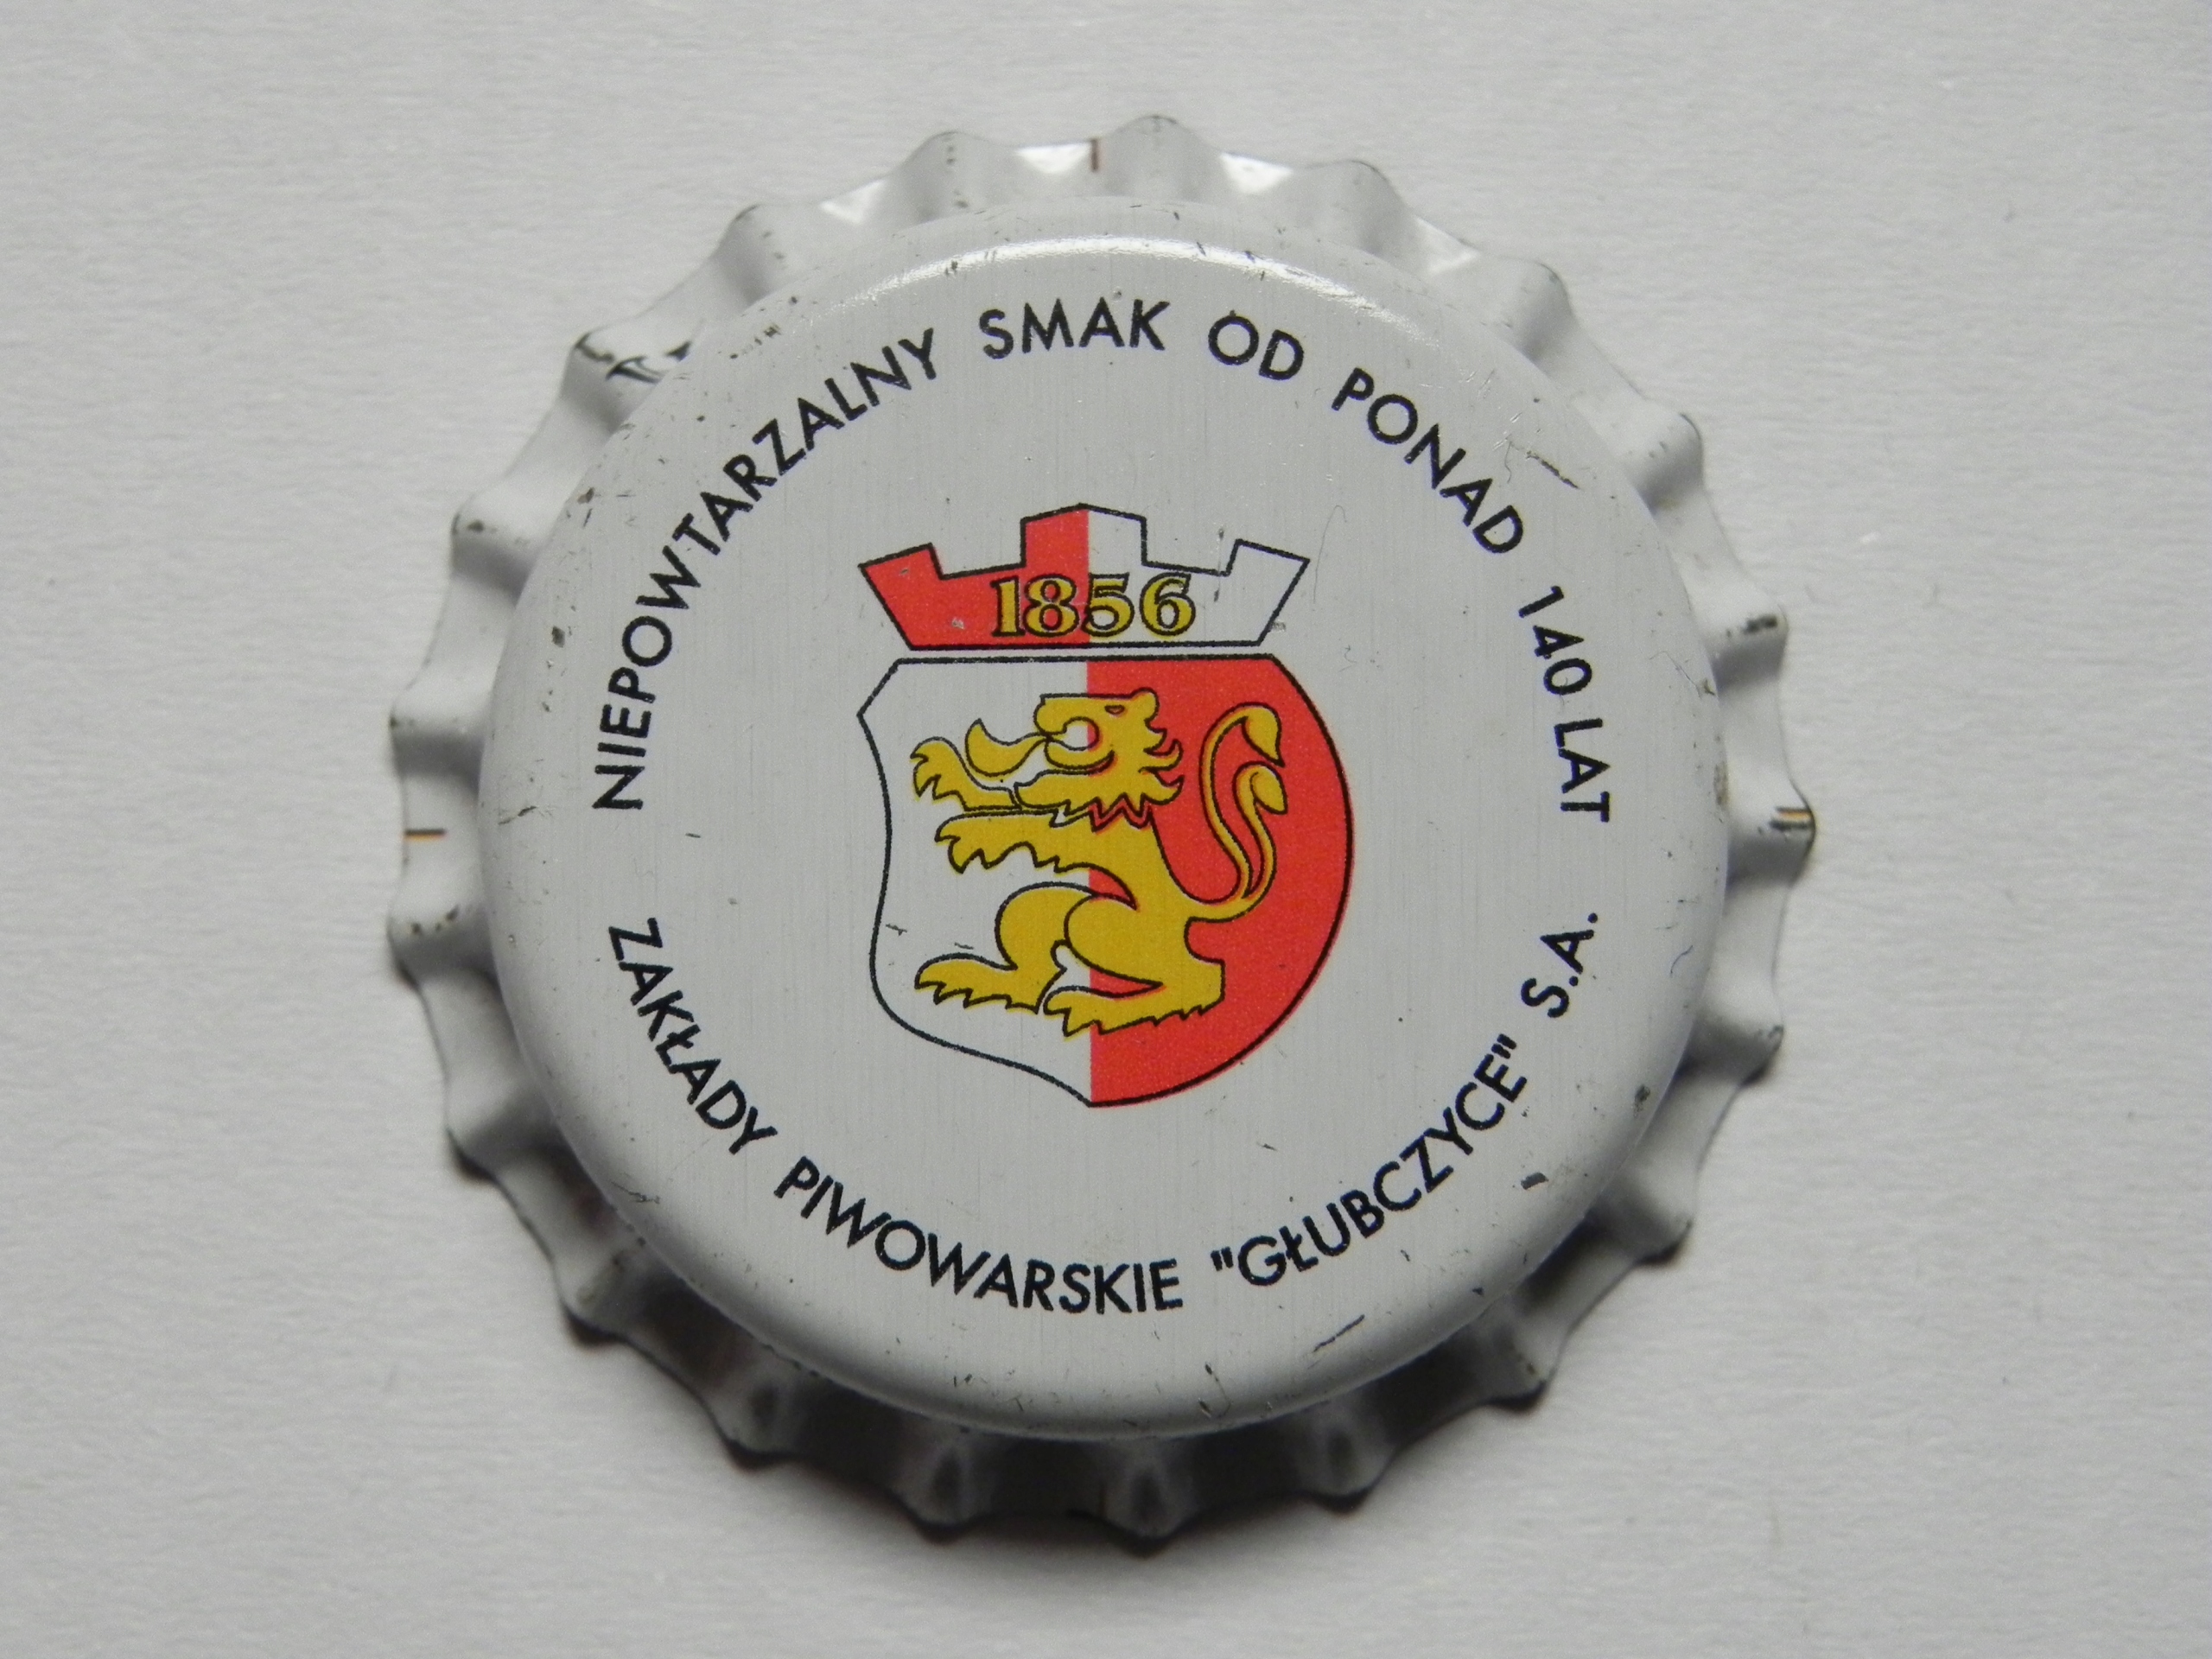 NIEPOWTARZALNY SMAK OD PONAD 140 LAT
1856
ZAKŁADY PIWOWARSKIE "GŁUBCZYCE" S.A.